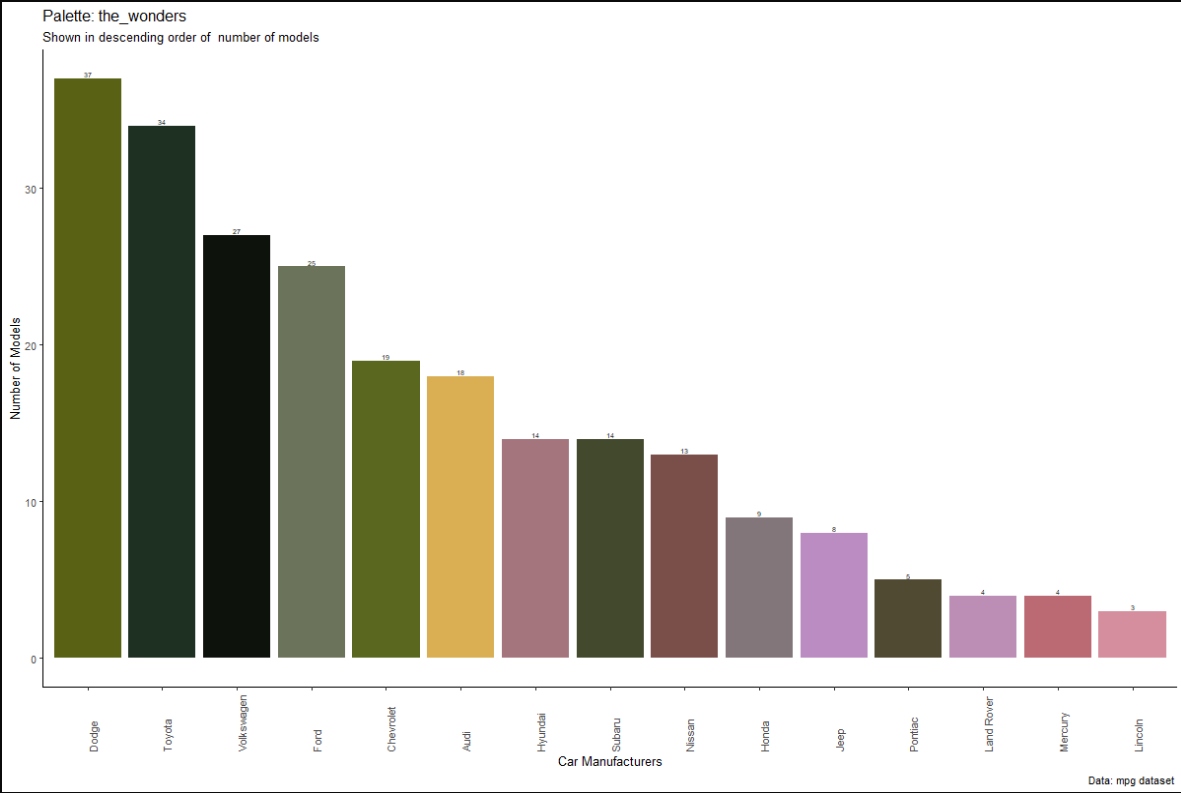 Palette: the_wonders
Shown in descending order of  number of models
37
34
27
25
19
18
14
14
13
9
8
5
4
4
3
30
20
10
0
Number of Models
Dodge
Toyota
Volkswagen
Ford
Chevrolet
Audi
Hyundai
Subaru
Nissan
Honda
Jeep
Pontiac
Land Rover
Mercury
Lincoln
Car Manufacturers
Data: mpg dataset